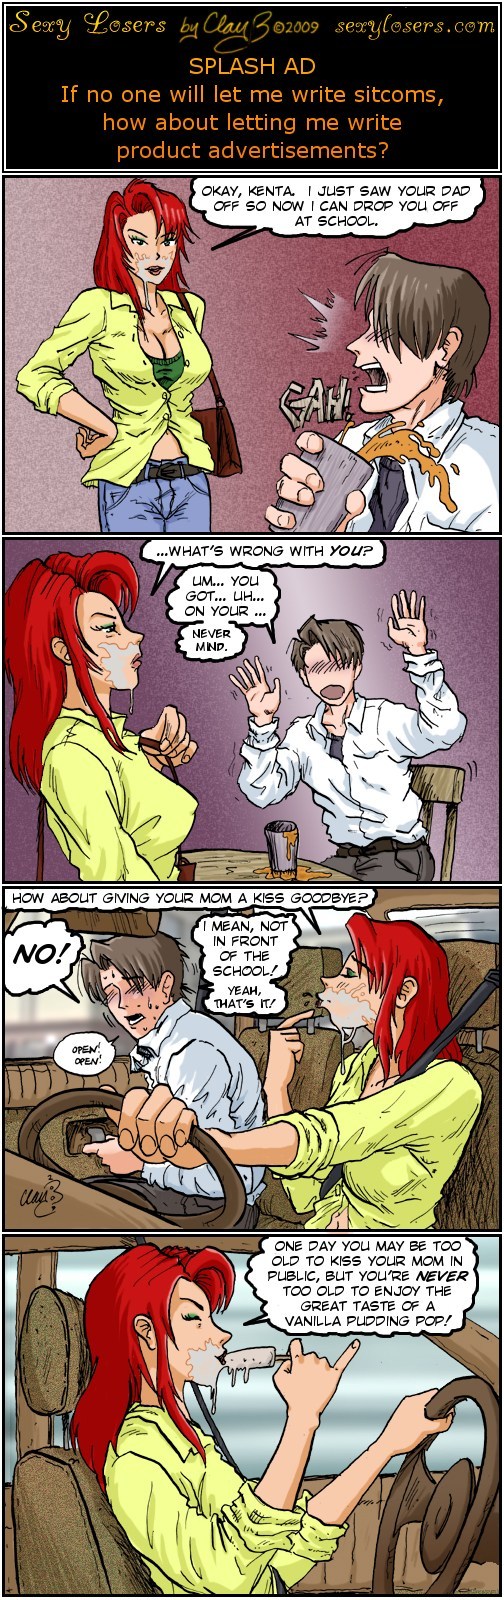 Sexy Losers by Clay B ©2009 sexylosers.com
SPLASH AD
If no one will let me write sitcoms,
how about letting me write
product advertisements?
OKAY, KENTA. I JUST SAW YOUR DAD
OFF SO NOW I CAN DROP YOU OFF
AT SCHOOL.
GAH!
...WHAT'S WRONG WITH YOU?
UM... YOU
GOT... UH...
ON YOUR ...
NEVER
MIND.
HOW ABOUT GIVING YOUR MOM A KISS GOODBYE?
NO!
I MEAN, NOT
IN FRONT
OF THE
SCHOOL!
YEAH,
THAT'S IT!
OPEN!
OPEN!
Clay B
ONE DAY YOU MAY BE TOO
OLD TO KISS YOUR MOM IN
PUBLIC, BUT YOU'RE NEVER
TOO OLD TO ENJOY THE
GREAT TASTE OF A
VANILLA PUDDING POP!